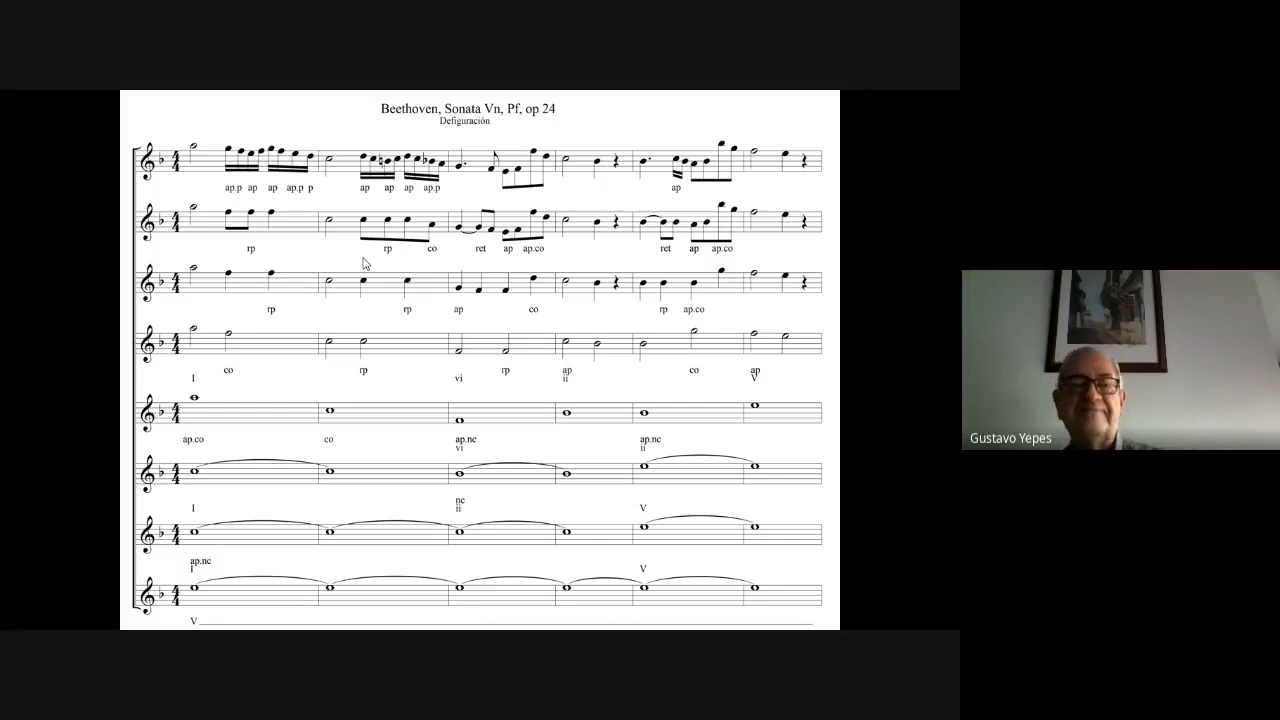 Beethoven, Sonata Vn, Pf, op 24
Defiguración
ap.p ap ap ap.p p ap ap ap ap.p ap
rp rp co ret ap ap.co ret ap ap.co
rp rp ap co rp ap.co
co rp rp ap co ap
I vi ii V
ap.co co ap.nc ap.nc
vi ii
nc
I ii V
ap.nc
I V
V
Gustavo Yepes